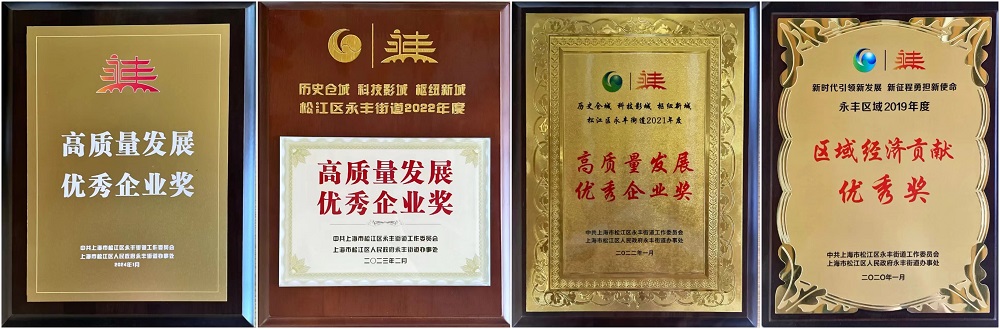 高质量发展
优秀企业奖
中共上海市松江区永丰街道工作委员会
上海市松江区人民政府永丰街道办事处
2024年1月
历史仓城 科技影城 枢纽新城
松江区永丰街道2022年度
高质量发展
优秀企业奖
中共上海市松江区永丰街道工作委员会
上海市松江区人民政府永丰街道办事处
二〇二三年二月
历史仓城 科技影城 枢纽新城
松江区永丰街道2021年度
高质量发展
优秀企业奖
中共上海市松江区永丰街道工作委员会
上海市松江区人民政府永丰街道办事处
二〇二二年一月
新时代引领新发展 新征程勇担新使命
永丰区域2019年度
区域经济贡献
优秀奖
中共上海市松江区永丰街道工作委员会
上海市松江区人民政府永丰街道办事处
二〇二〇年一月